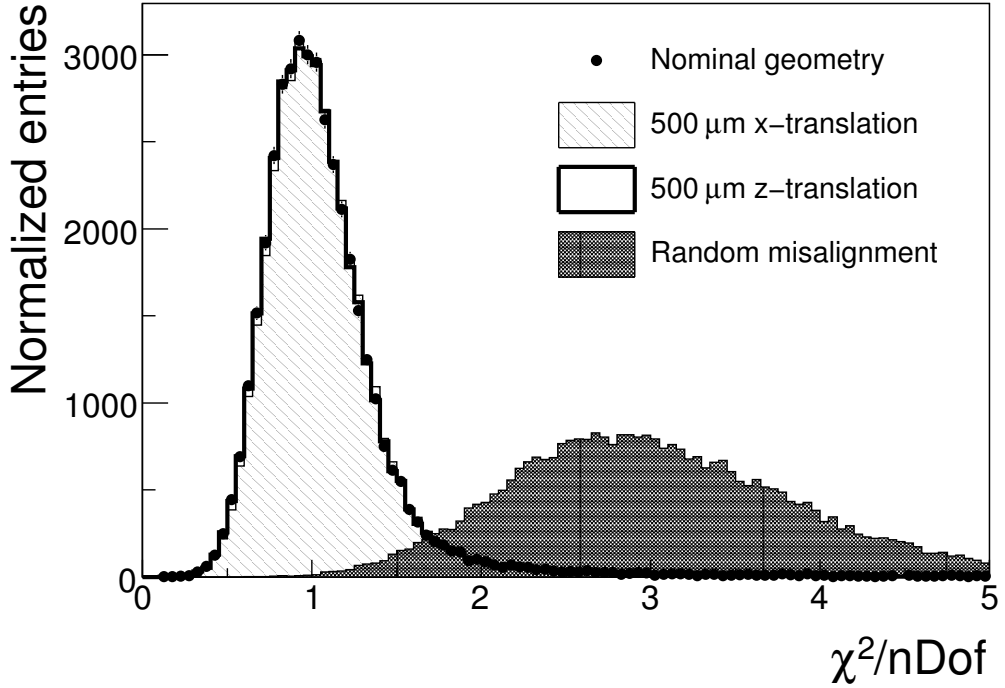 Normalized entries
3000
2000
1000
0
Nominal geometry
500 μm x−translation
500 μm z−translation
Random misalignment
0 1 2 3 4 5
χ²/nDof